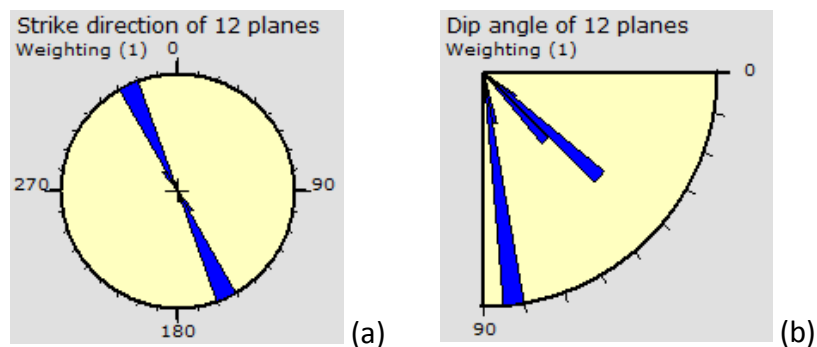 Strike direction of 12 planes
Weighting (1)
0
270
90
180
(a)
Dip angle of 12 planes
Weighting (1)
0
90
(b)